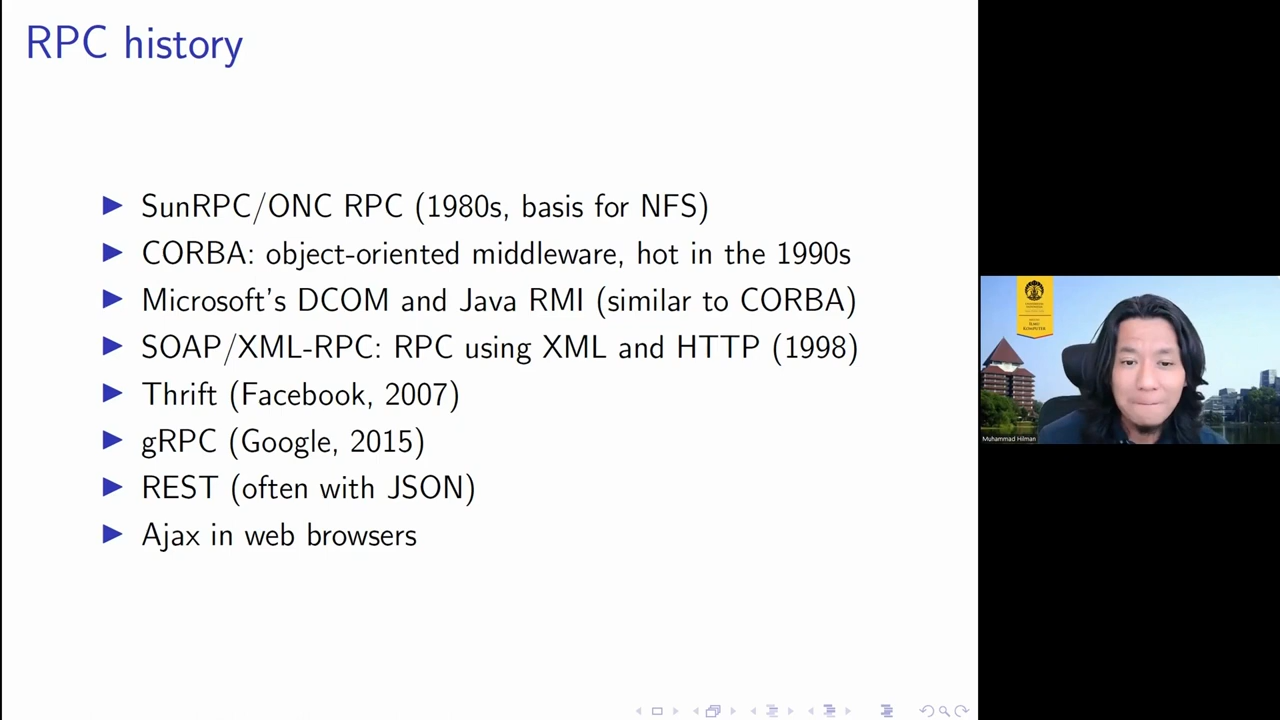 RPC history
SunRPC/ONC RPC (1980s, basis for NFS)
CORBA: object-oriented middleware, hot in the 1990s
Microsoft's DCOM and Java RMI (similar to CORBA)
SOAP/XML-RPC: RPC using XML and HTTP (1998)
Thrift (Facebook, 2007)
gRPC (Google, 2015)
REST (often with JSON)
Ajax in web browsers
ILMU
KOMPUTER
Muhammad Hilman